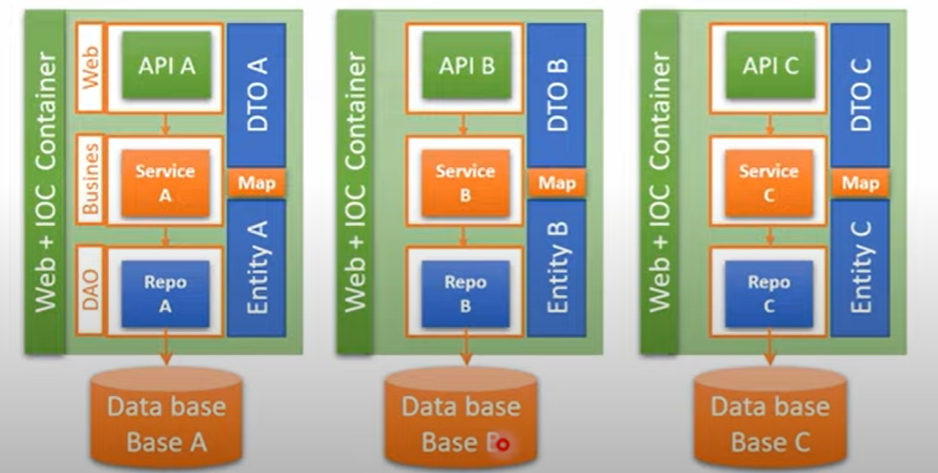 Web + IOC Container
Web
API A
DTO A
Busines
Service
A
Map
DAO
Repo
A
Entity A
Data base
Base A
Web + IOC Container
API B
DTO B
Service
B
Map
Repo
B
Entity B
Data base
Base
Web + IOC Container
API C
DTO C
Service
C
Map
Repo
C
Entity C
Data base
Base C